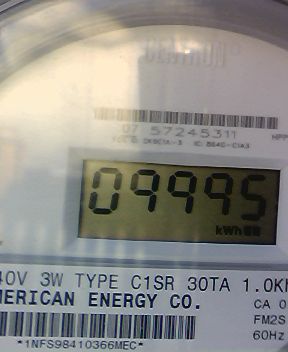 CENTRON®
07 57245311
09995
kWh
40V 3W TYPE C1SR 30TA 1.0K
MERICAN ENERGY CO.
CA 0
FM2S
60Hz
*1NFS98410366MEC*